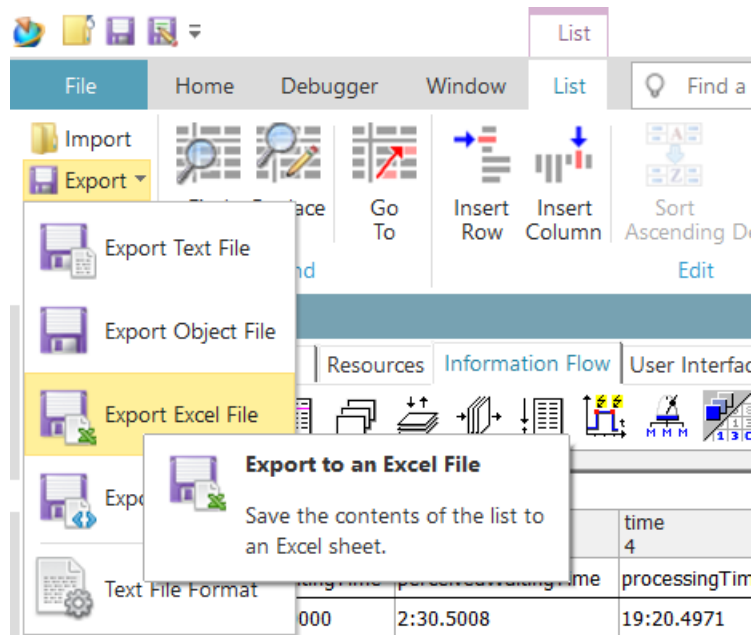 List
File Home Debugger Window List Find a
Import
Export
Go To
Insert Row
Insert Column
Sort
Ascending
Edit
Export Text File
Export Object File
Resources Information Flow User Interfac
Export Excel File
M M M
Export to an Excel File
Save the contents of the list to
an Excel sheet.
time
4
Text File Format
processingTim
2:30.5008
19:20.4971